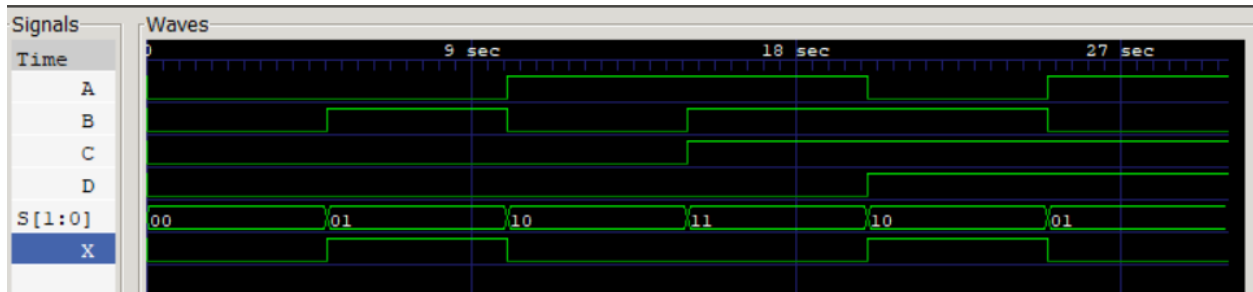 Signals Waves
Time 0 9 sec 18 sec 27 sec
A
B
C
D
S[1:0] 00 01 10 11 10 01
X